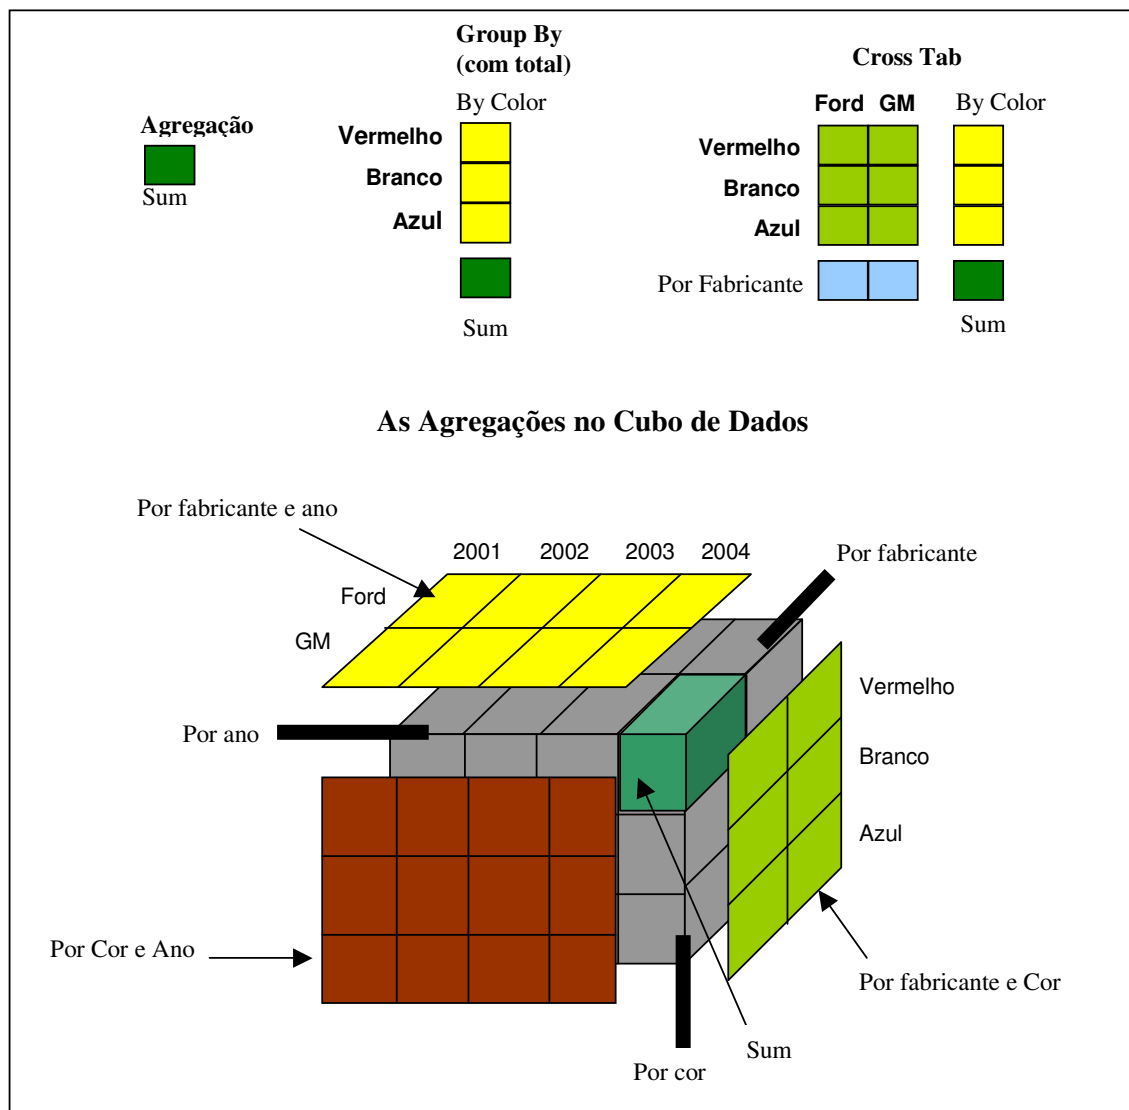 Agregação
Sum
Group By
(com total)
By Color
Vermelho
Branco
Azul
Sum
Cross Tab
Ford GM By Color
Vermelho
Branco
Azul
Por Fabricante
Sum
As Agregações no Cubo de Dados
Por fabricante e ano
2001 2002 2003 2004
Por fabricante
Ford
GM
Vermelho
Por ano
Branco
Azul
Por Cor e Ano
Por fabricante e Cor
Sum
Por cor